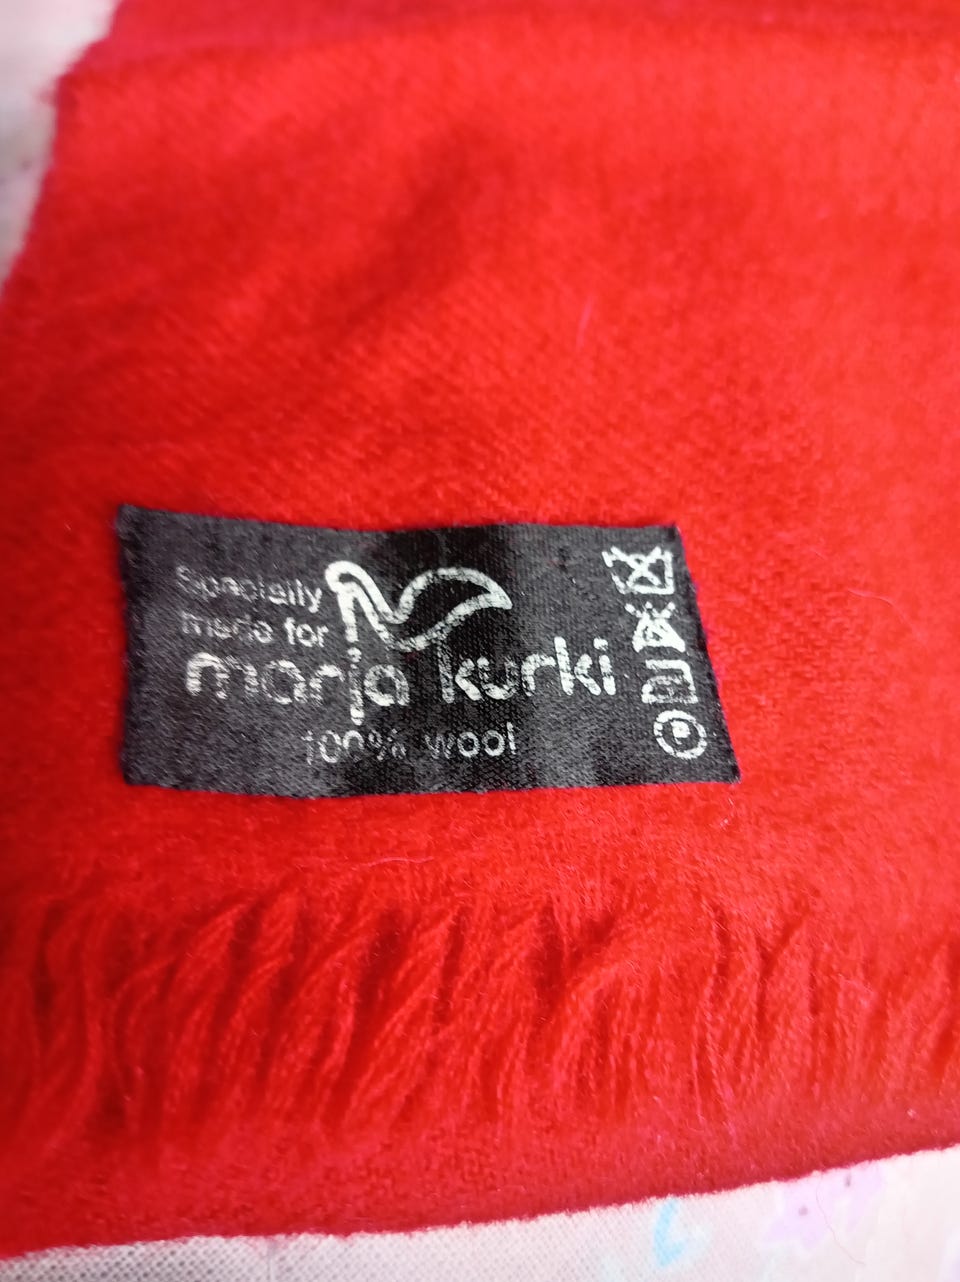 Specially
made for
marja kurki
100% wool
P